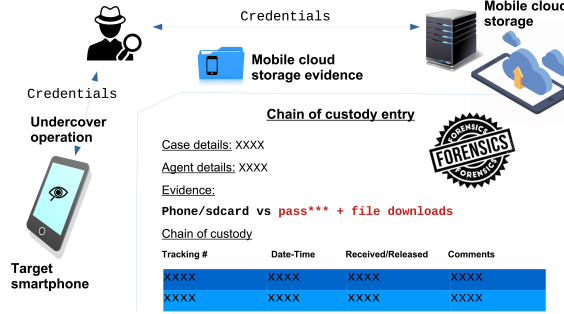 Credentials
Mobile cloud
storage
Mobile cloud
storage evidence
Credentials
Undercover
operation
Target
smartphone
Chain of custody entry
FORENSICS
FORENSICS
FORENSICS
Case details: XXXX
Agent details: XXXX
Evidence:
Phone/sdcard vs pass*** + file downloads
Chain of custody
Tracking # Date-Time Received/Released Comments
XXXX XXXX XXXX XXXX
XXXX XXXX XXXX XXXX